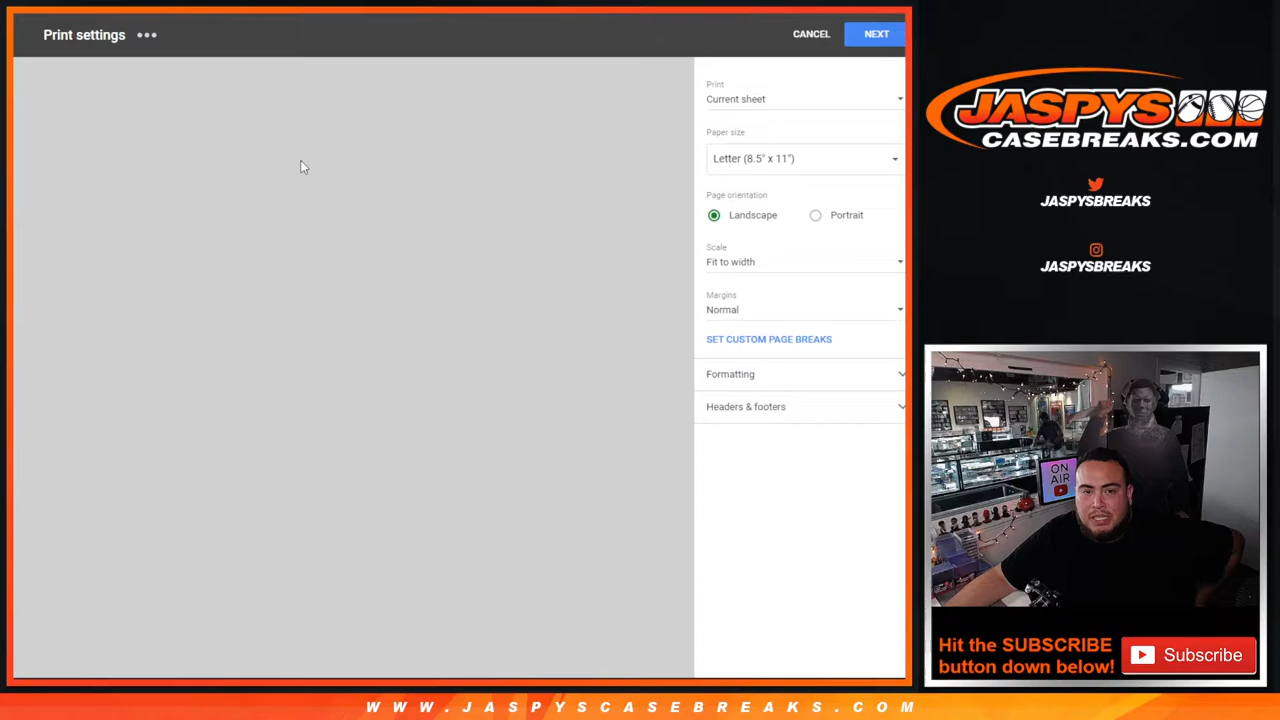 Print settings
CANCEL
NEXT
Print
Current sheet
Paper size
Letter (8.5" x 11")
Page orientation
Landscape
Portrait
Scale
Fit to width
Margins
Normal
SET CUSTOM PAGE BREAKS
Formatting
Headers & footers
JASPYS
CASEBREAKS.COM
JASPYSBREAKS
JASPYSBREAKS
ON
AIR
Hit the SUBSCRIBE
button down below!
Subscribe
WWW.JASPYSCASEBREAKS.COM